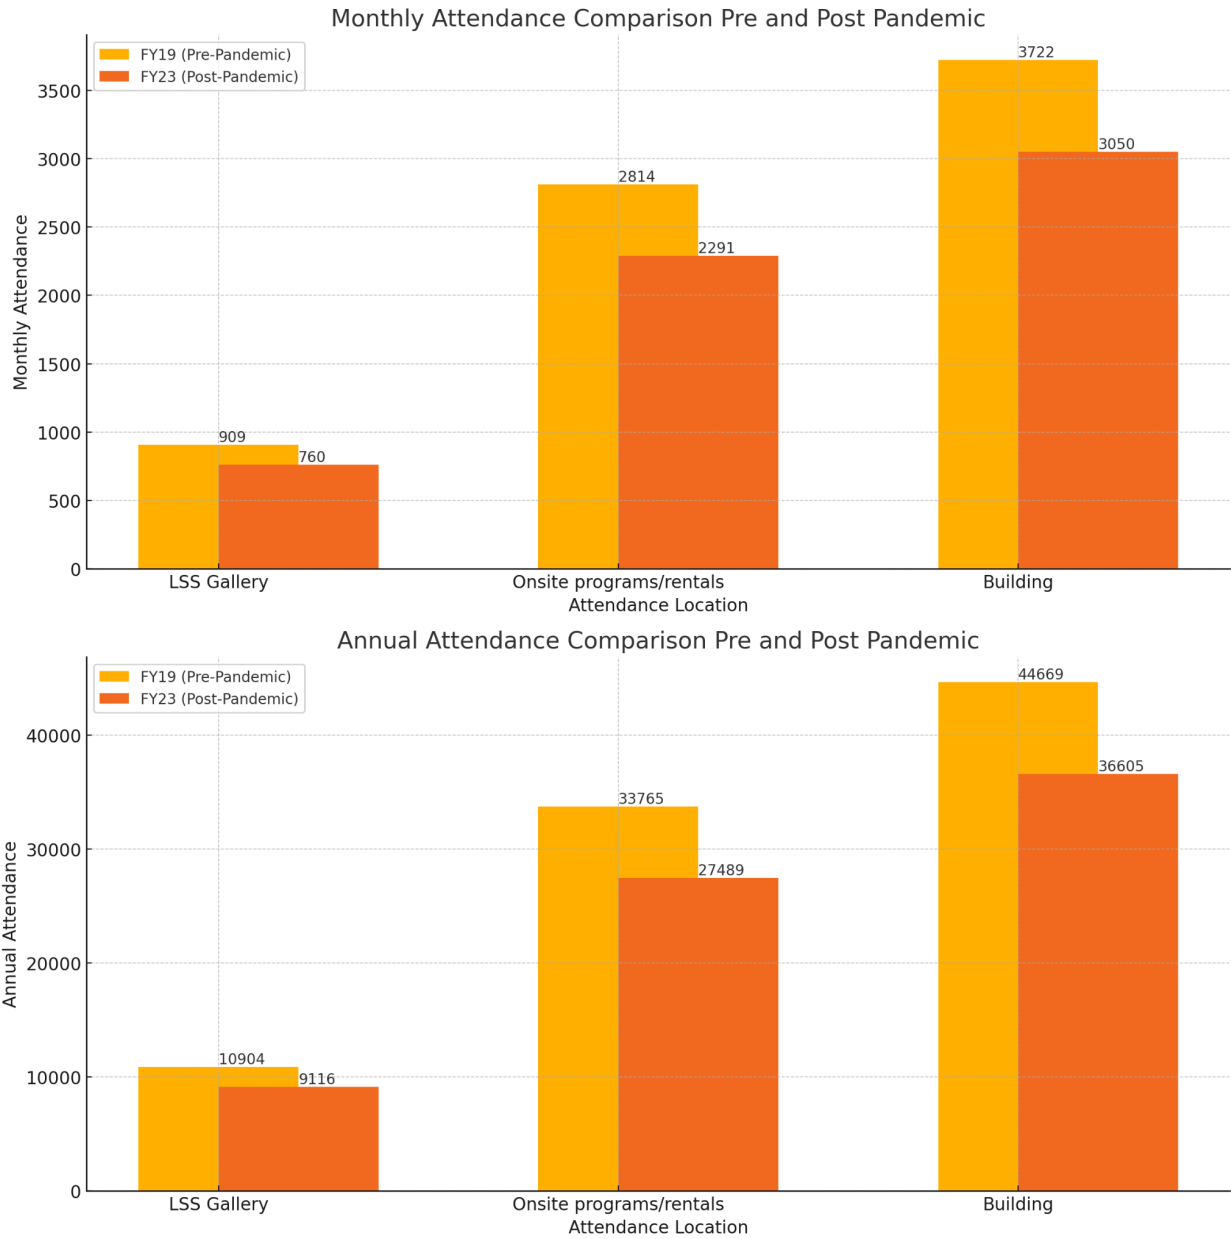 Monthly Attendance Comparison Pre and Post Pandemic
FY19 (Pre-Pandemic)
FY23 (Post-Pandemic)
Monthly Attendance
3500
3000
2500
2000
1500
1000
500
0
909
760
2814
2291
3722
3050
LSS Gallery
Onsite programs/rentals
Building
Attendance Location
Annual Attendance Comparison Pre and Post Pandemic
FY19 (Pre-Pandemic)
FY23 (Post-Pandemic)
Annual Attendance
40000
30000
20000
10000
0
10904
9116
33765
27489
44669
36605
LSS Gallery
Onsite programs/rentals
Building
Attendance Location